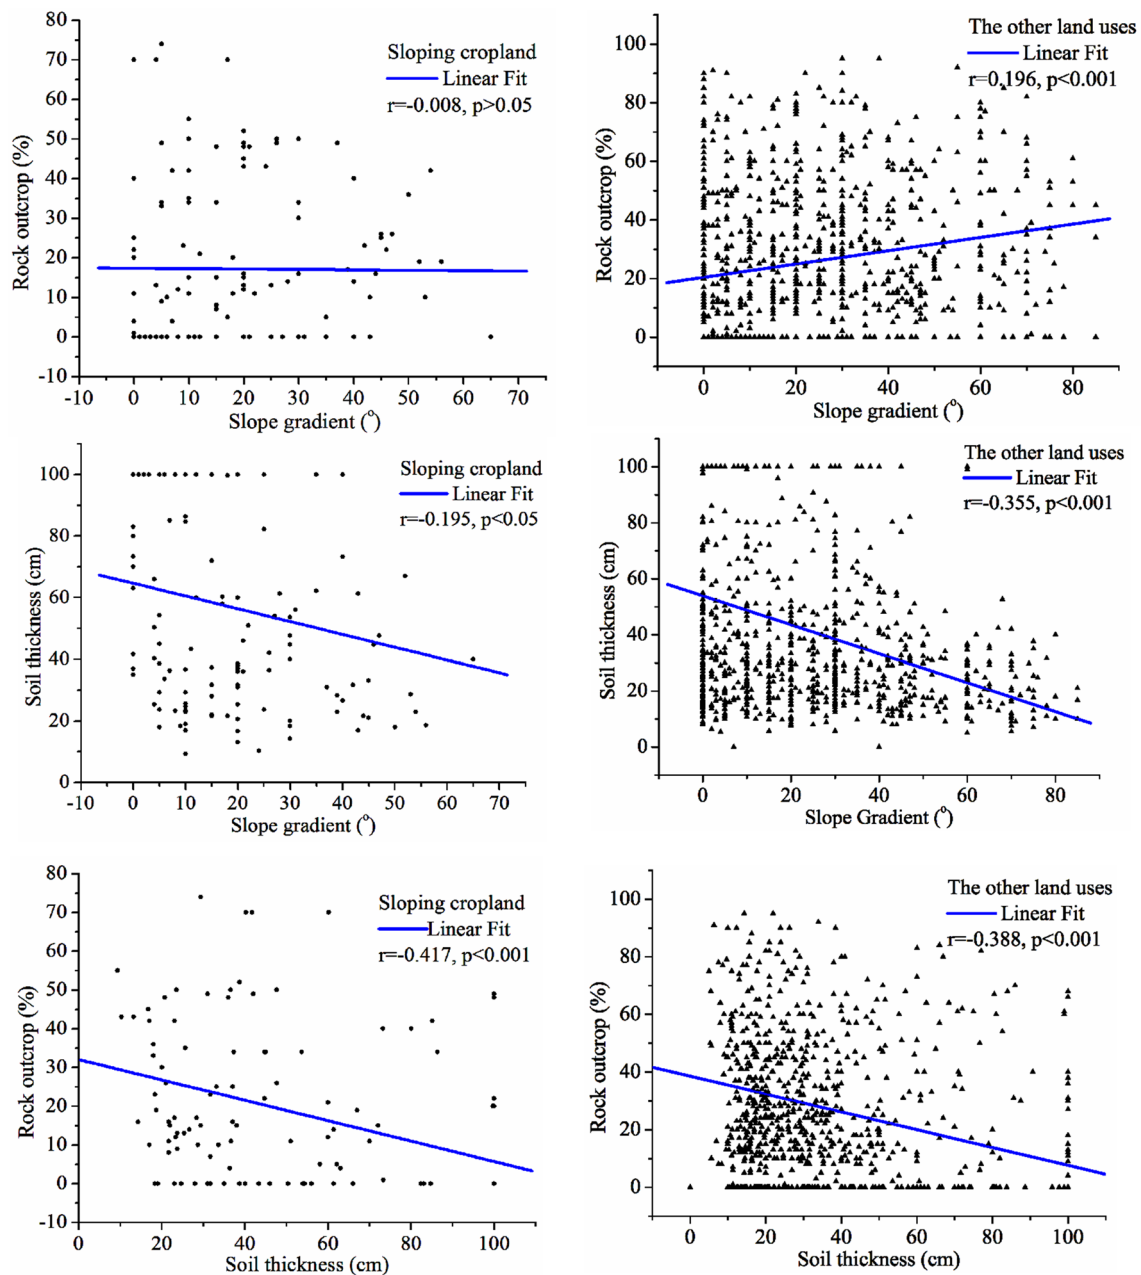 80
70
60
50
40
30
20
10
0
-10
Rock outcrop (%)
Sloping cropland
Linear Fit
r=-0.008, p>0.05
-10 0 10 20 30 40 50 60 70
Slope gradient (º)
100
80
60
40
20
0
Rock outcrop (%)
The other land uses
Linear Fit
r=0.196, p<0.001
0 20 40 60 80
Slope gradient (º)
100
80
60
40
20
0
Soil thickness (cm)
Sloping cropland
Linear Fit
r=-0.195, p<0.05
-10 0 10 20 30 40 50 60 70
Slope gradient (º)
100
80
60
40
20
0
Soil thickness (cm)
The other land uses
Linear Fit
r=-0.355, p<0.001
0 20 40 60 80
Slope Gradient (º)
80
70
60
50
40
30
20
10
0
-10
Rock outcrop (%)
Sloping cropland
Linear Fit
r=-0.417, p<0.001
0 20 40 60 80 100
Soil thickness (cm)
100
80
60
40
20
0
Rock outcrop (%)
The other land uses
Linear Fit
r=-0.388, p<0.001
0 20 40 60 80 100
Soil thickness (cm)